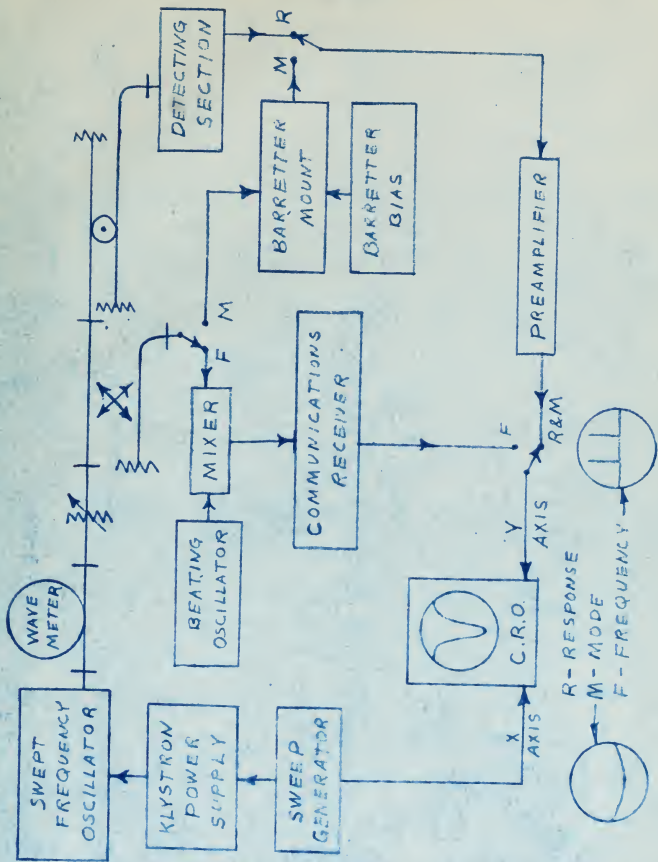 SWEPT
FREQUENCY
OSCILLATOR
WAVE
METER
KLYSTRON
POWER
SUPPLY
SWEEP
GENERATOR
BEATING
OSCILLATOR
MIXER
F
M
COMMUNICATIONS
RECEIVER
DETECTING
SECTION
M
R
BARRETTER
MOUNT
BARRETTER
BIAS
PREAMPLIFIER
X
AXIS
C.R.O.
Y
AXIS
F
R&M
R-RESPONSE
M-MODE
F-FREQUENCY